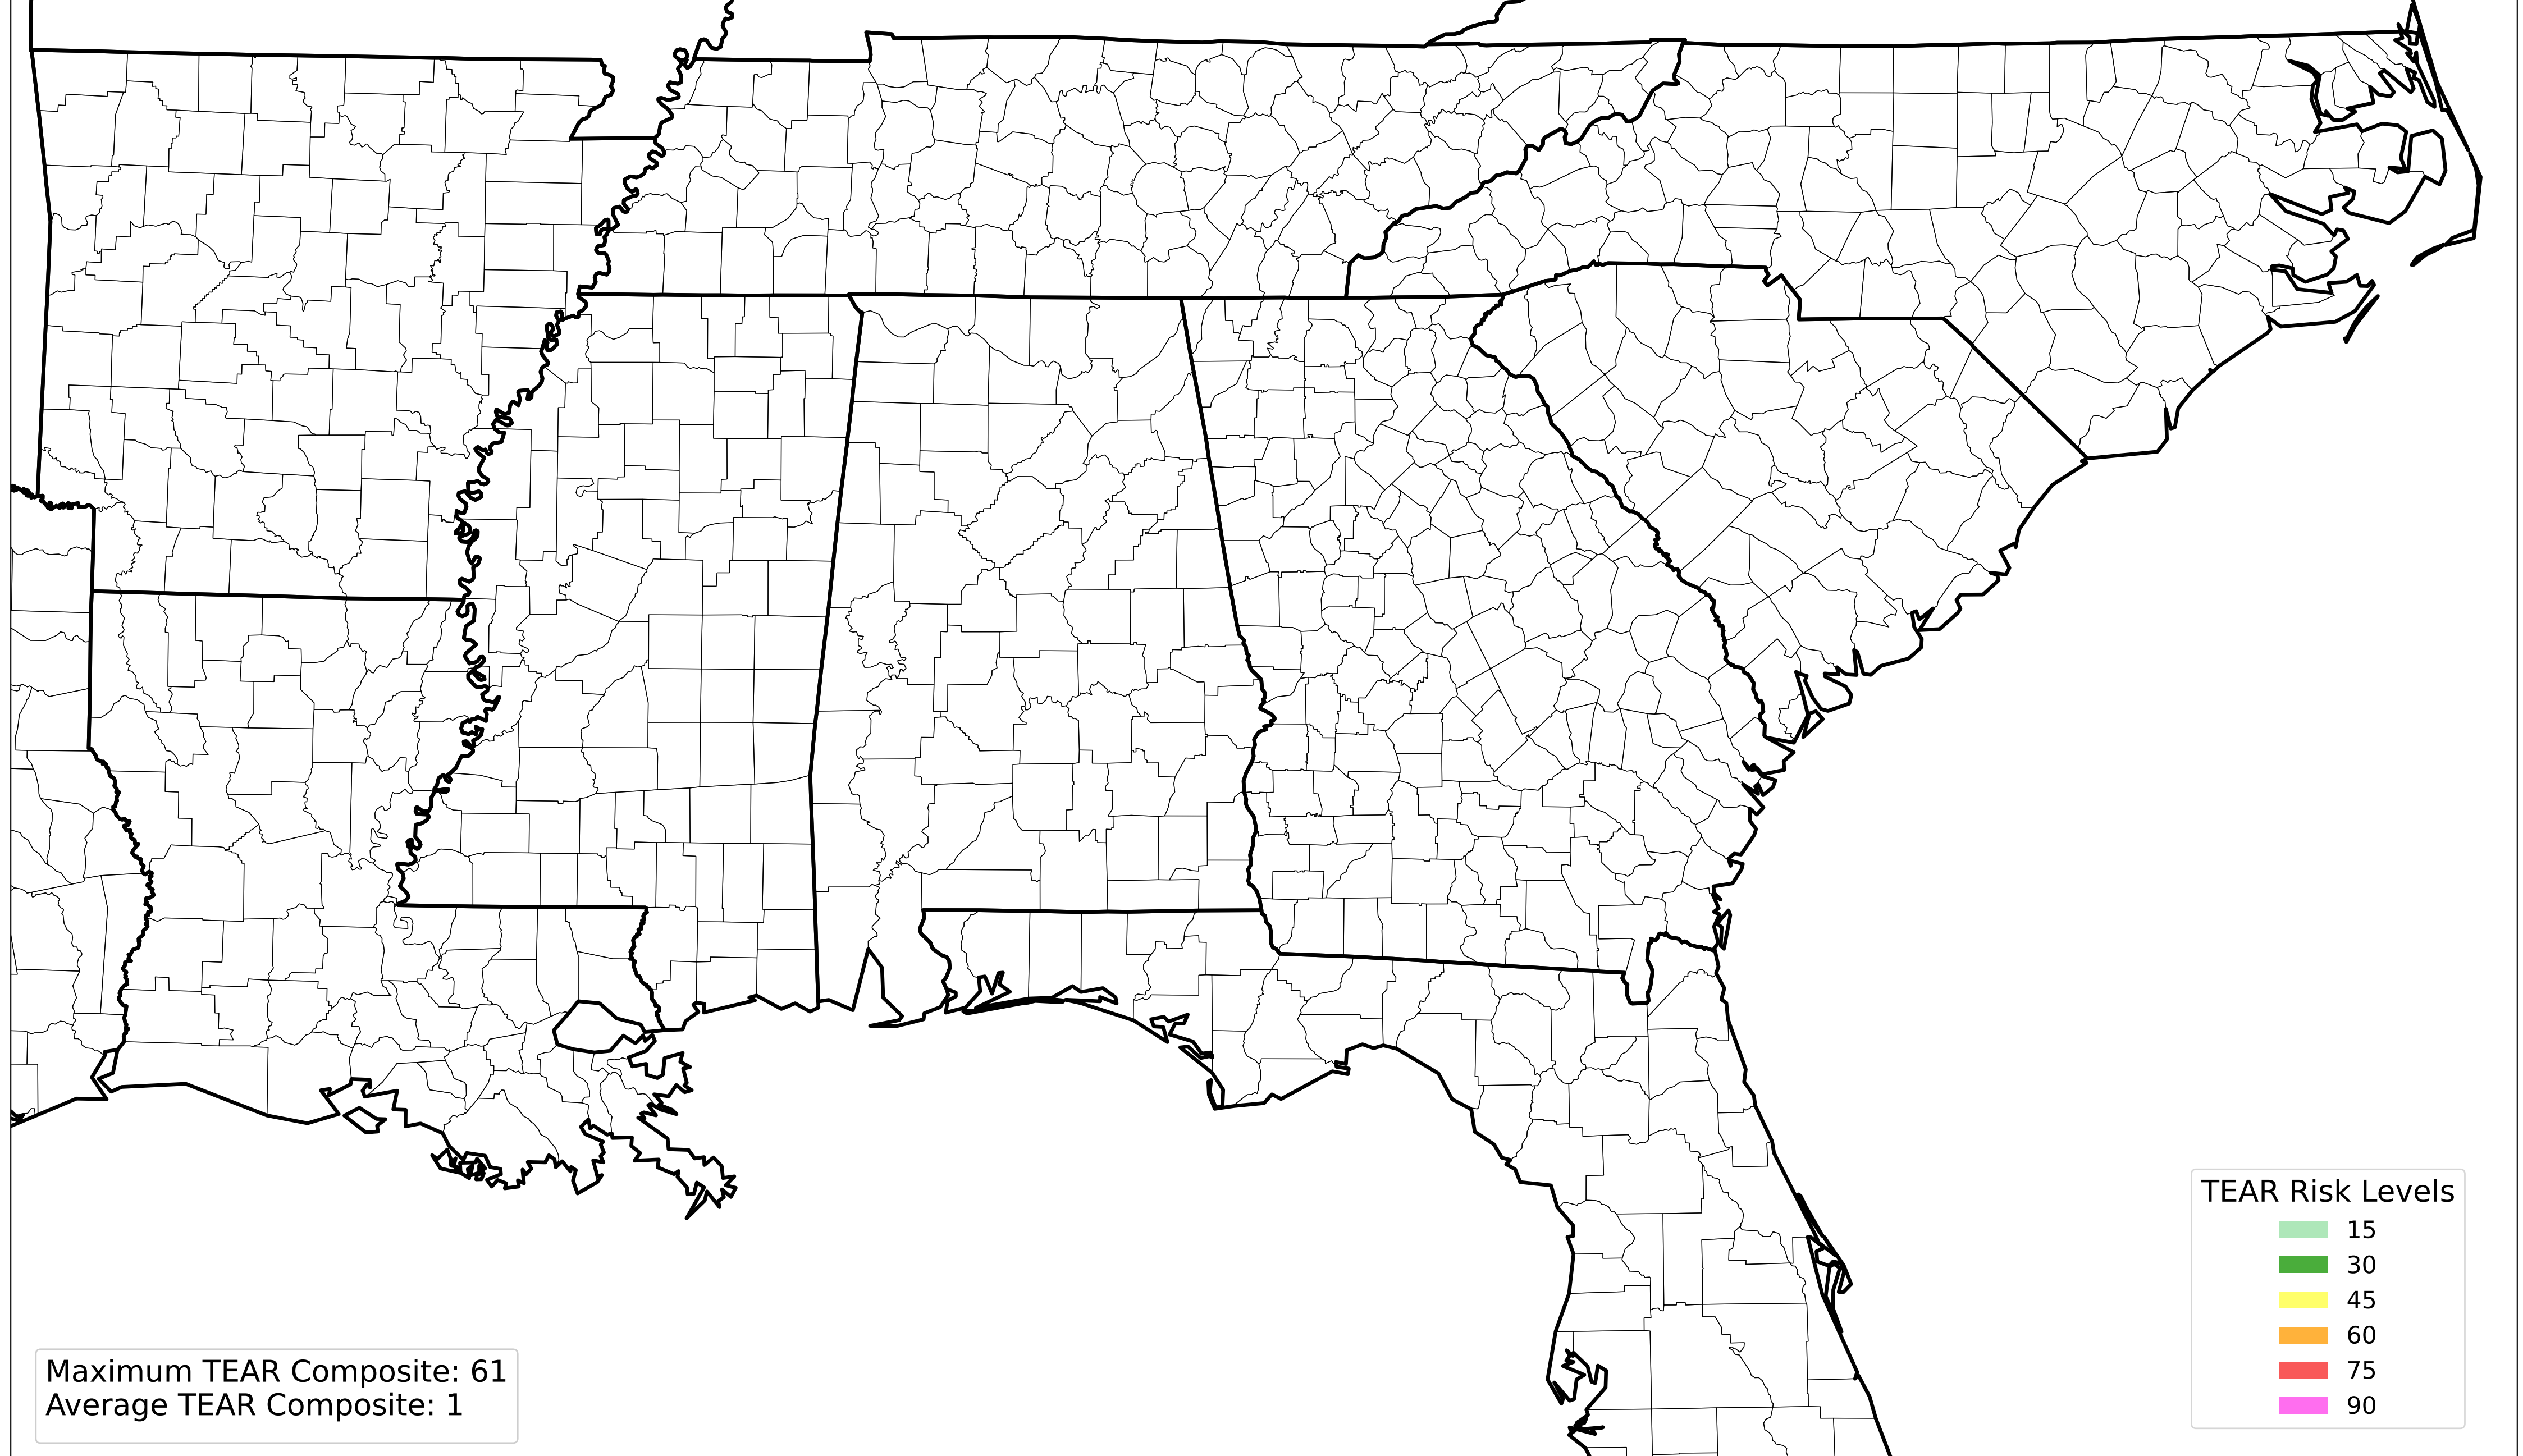 TEAR Risk Levels
15
30
45
60
75
90
Maximum TEAR Composite: 61
Average TEAR Composite: 1